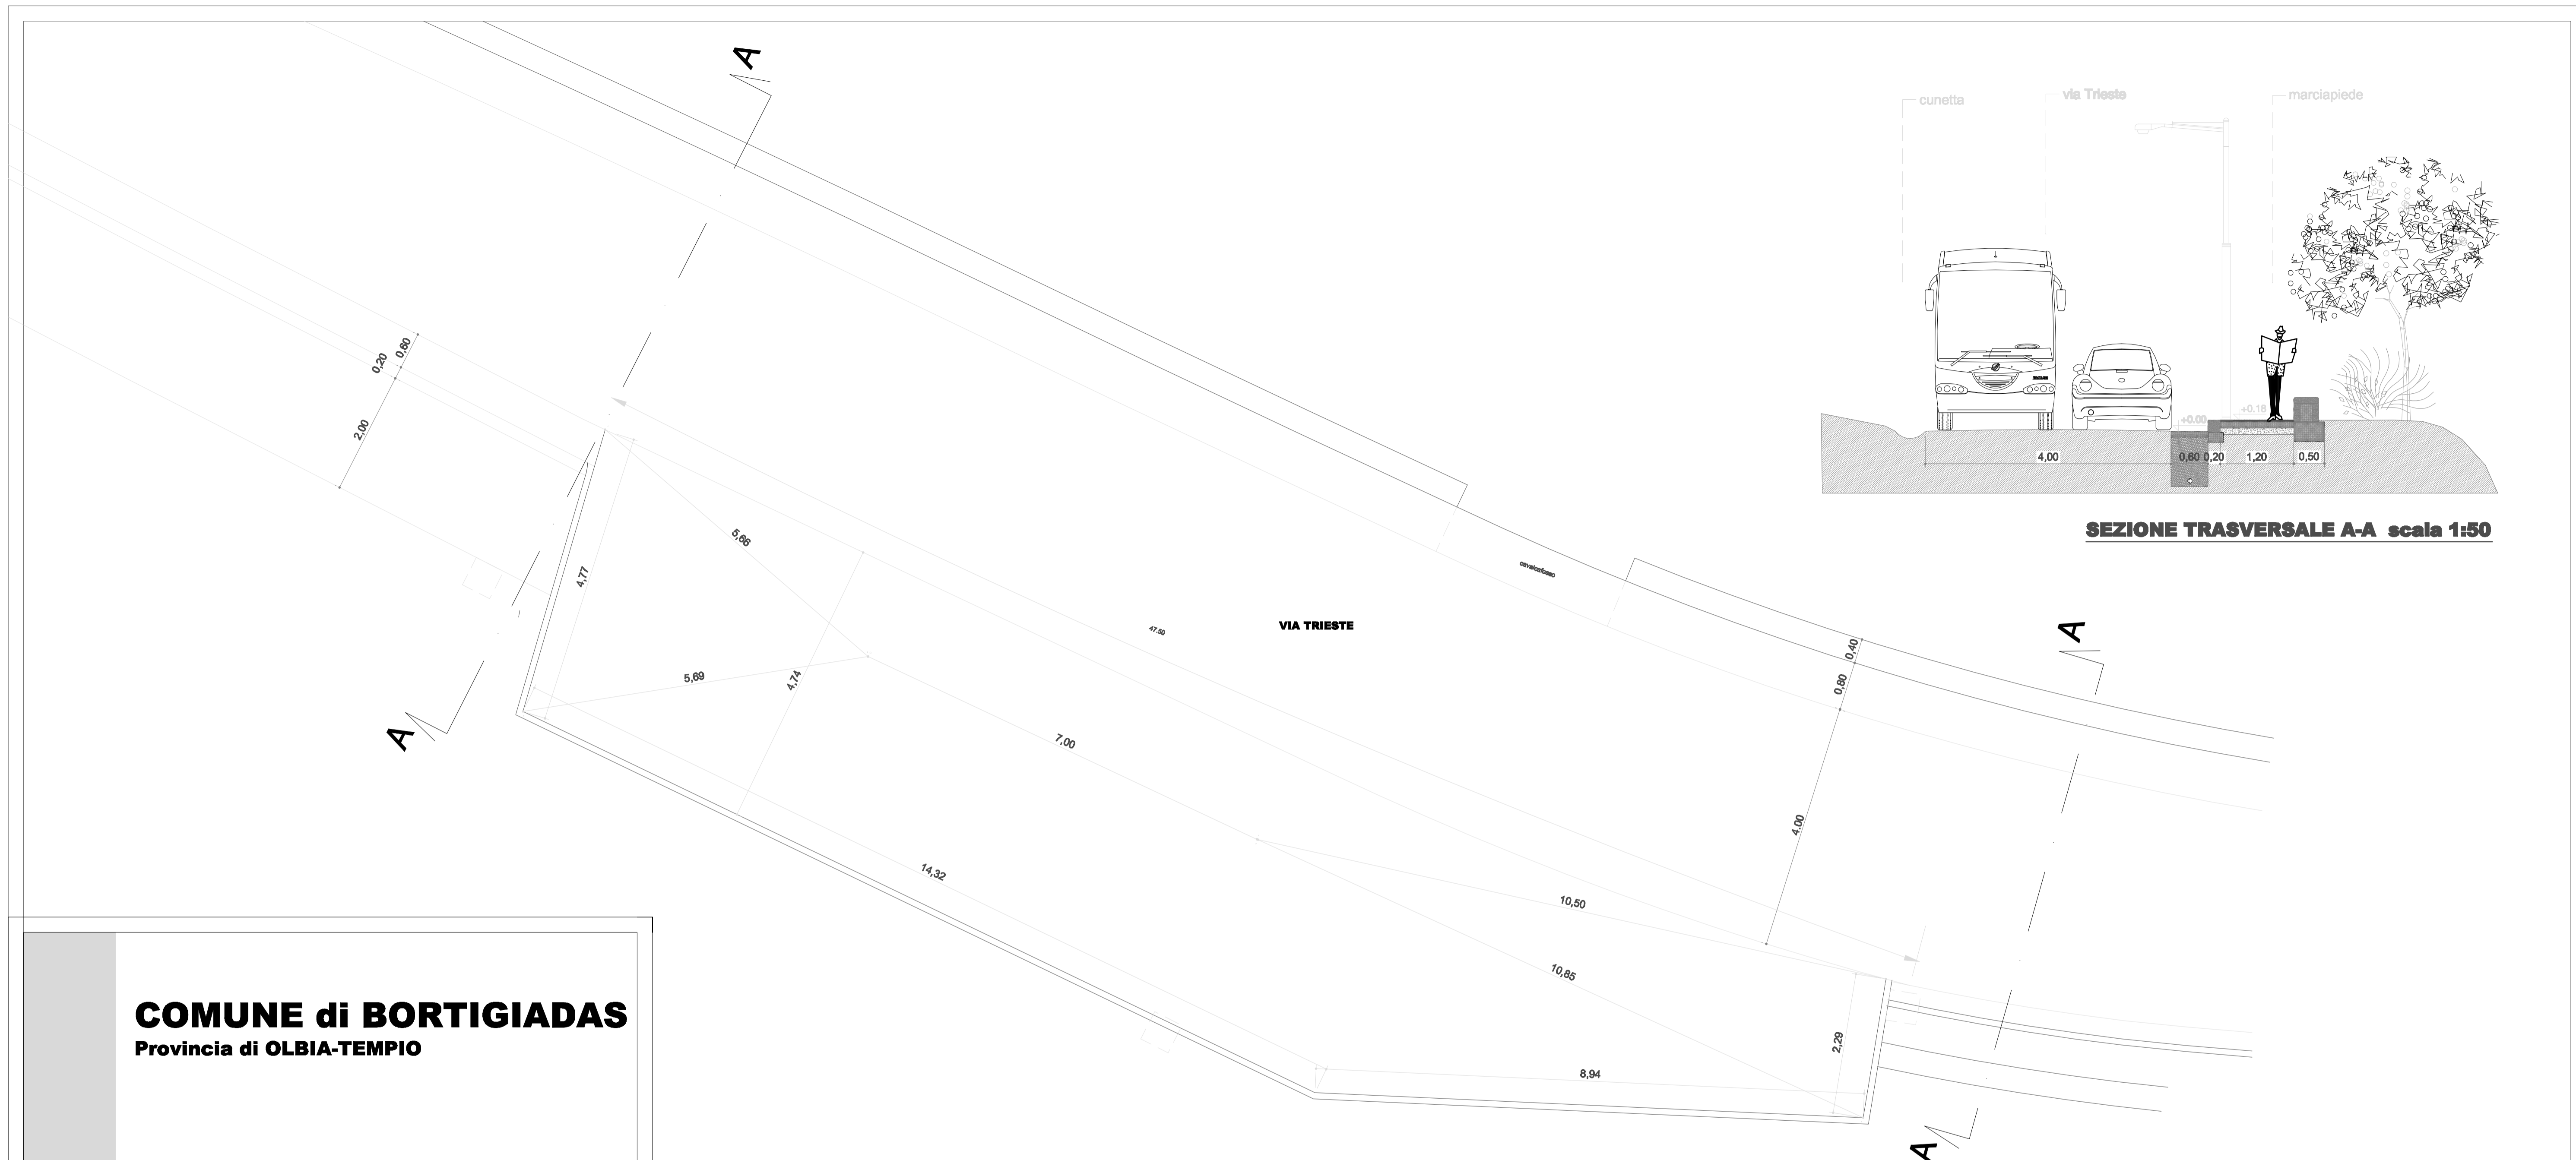 A
cunetta
via Trieste
marciapiede
+0.00
+0.18
4,00
0,60
0,20
1,20
0,50
SEZIONE TRASVERSALE A-A scala 1:50
0,20
0,60
2,00
5,66
4,77
5,69
4,74
47.50
VIA TRIESTE
cavalcafosso
7,00
14,32
0,40
0,80
4.00
A
A
10,50
10,85
2,29
8,94
A
COMUNE di BORTIGIADAS
Provincia di OLBIA-TEMPIO